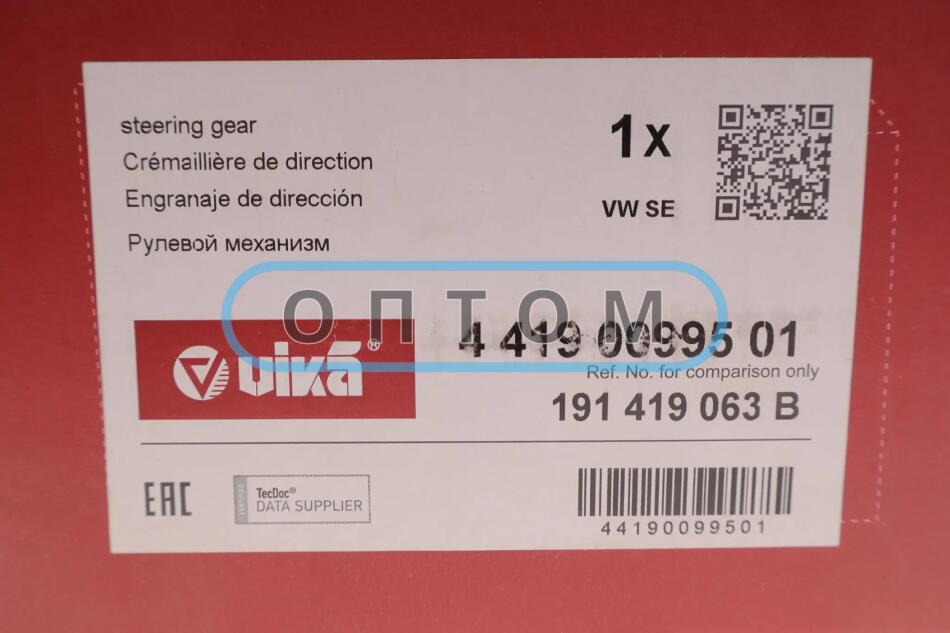 steering gear
Crémaillière de direction
Engranaje de dirección
Рулевой механизм
1x
VW SE
ОПТОМ
vika®
4 419 00995 01
Ref. No. for comparison only
191 419 063 B
EAC
TecDoc®
DATA SUPPLIER
44190099501